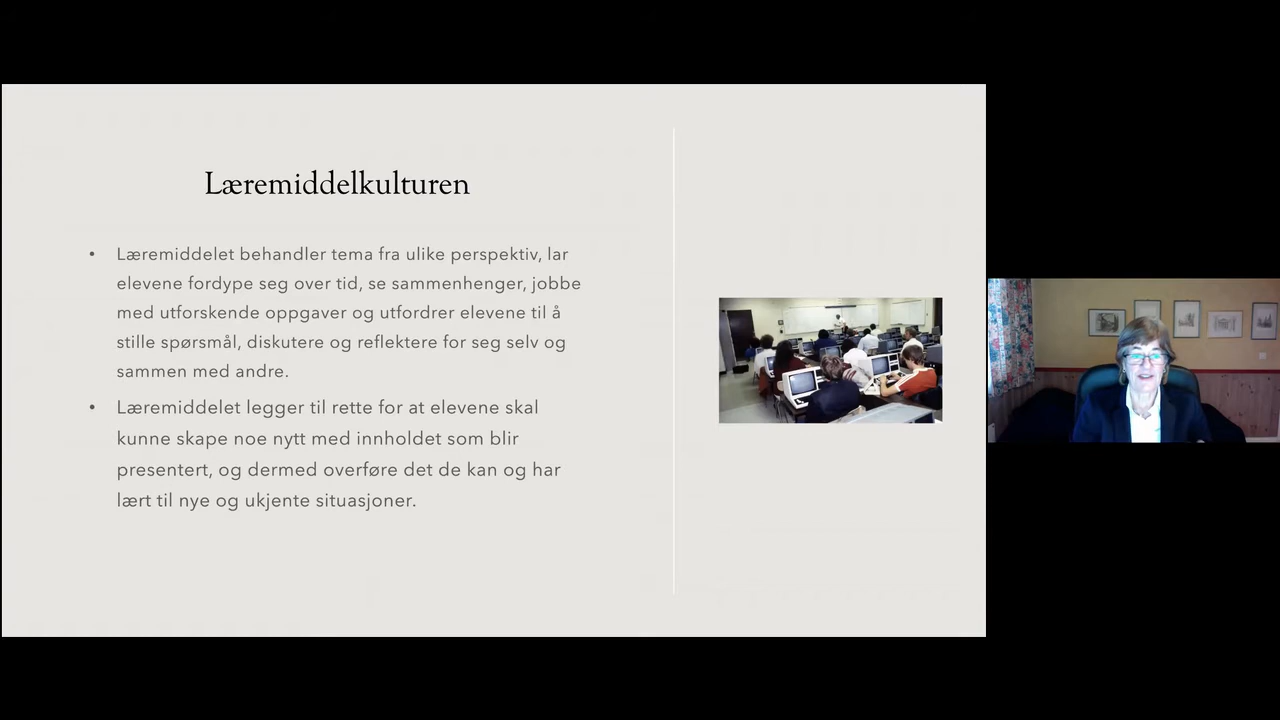 Læremiddelkulturen
• Læremiddelet behandler tema fra ulike perspektiv, lar
elevene fordype seg over tid, se sammenhenger, jobbe
med utforskende oppgaver og utfordrer elevene til å
stille spørsmål, diskutere og reflektere for seg selv og
sammen med andre.
• Læremiddelet legger til rette for at elevene skal
kunne skape noe nytt med innholdet som blir
presentert, og dermed overføre det de kan og har
lært til nye og ukjente situasjoner.